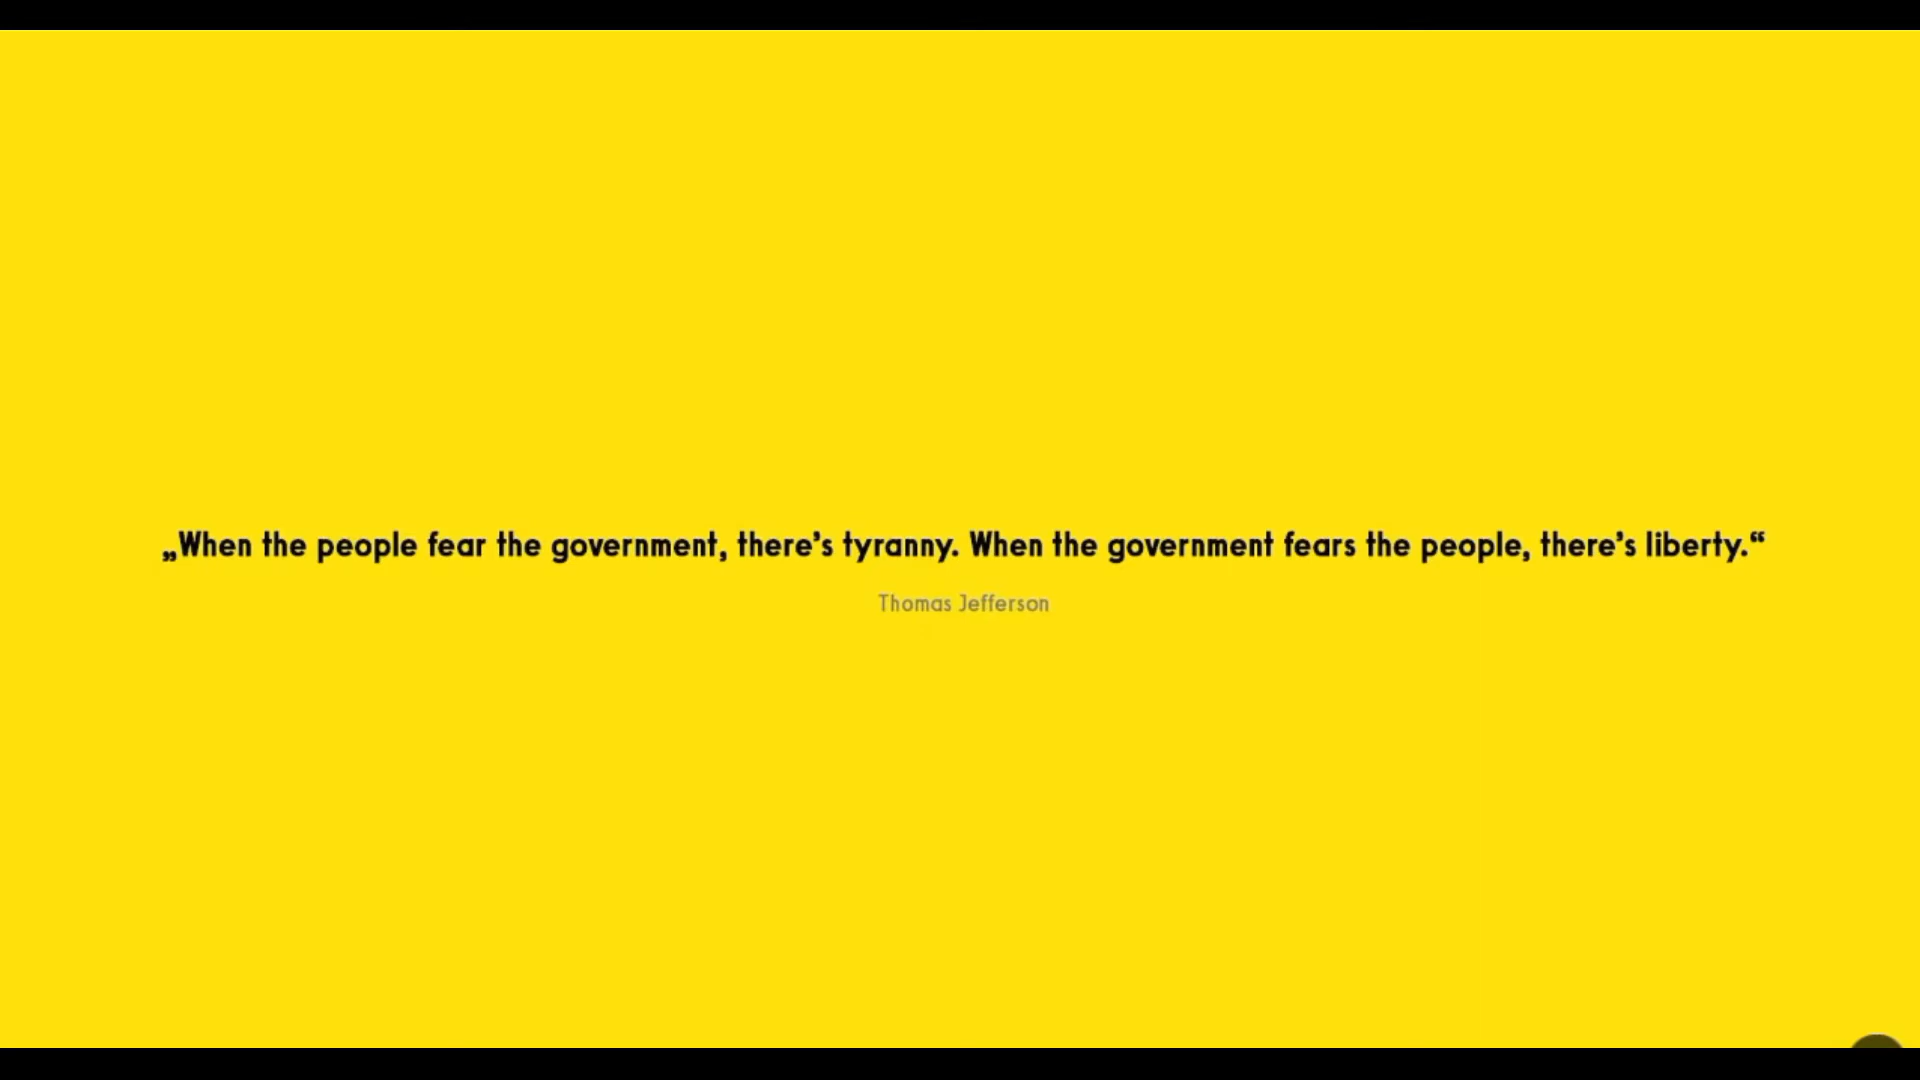 „When the people fear the government, there’s tyranny. When the government fears the people, there’s liberty.“
Thomas Jefferson